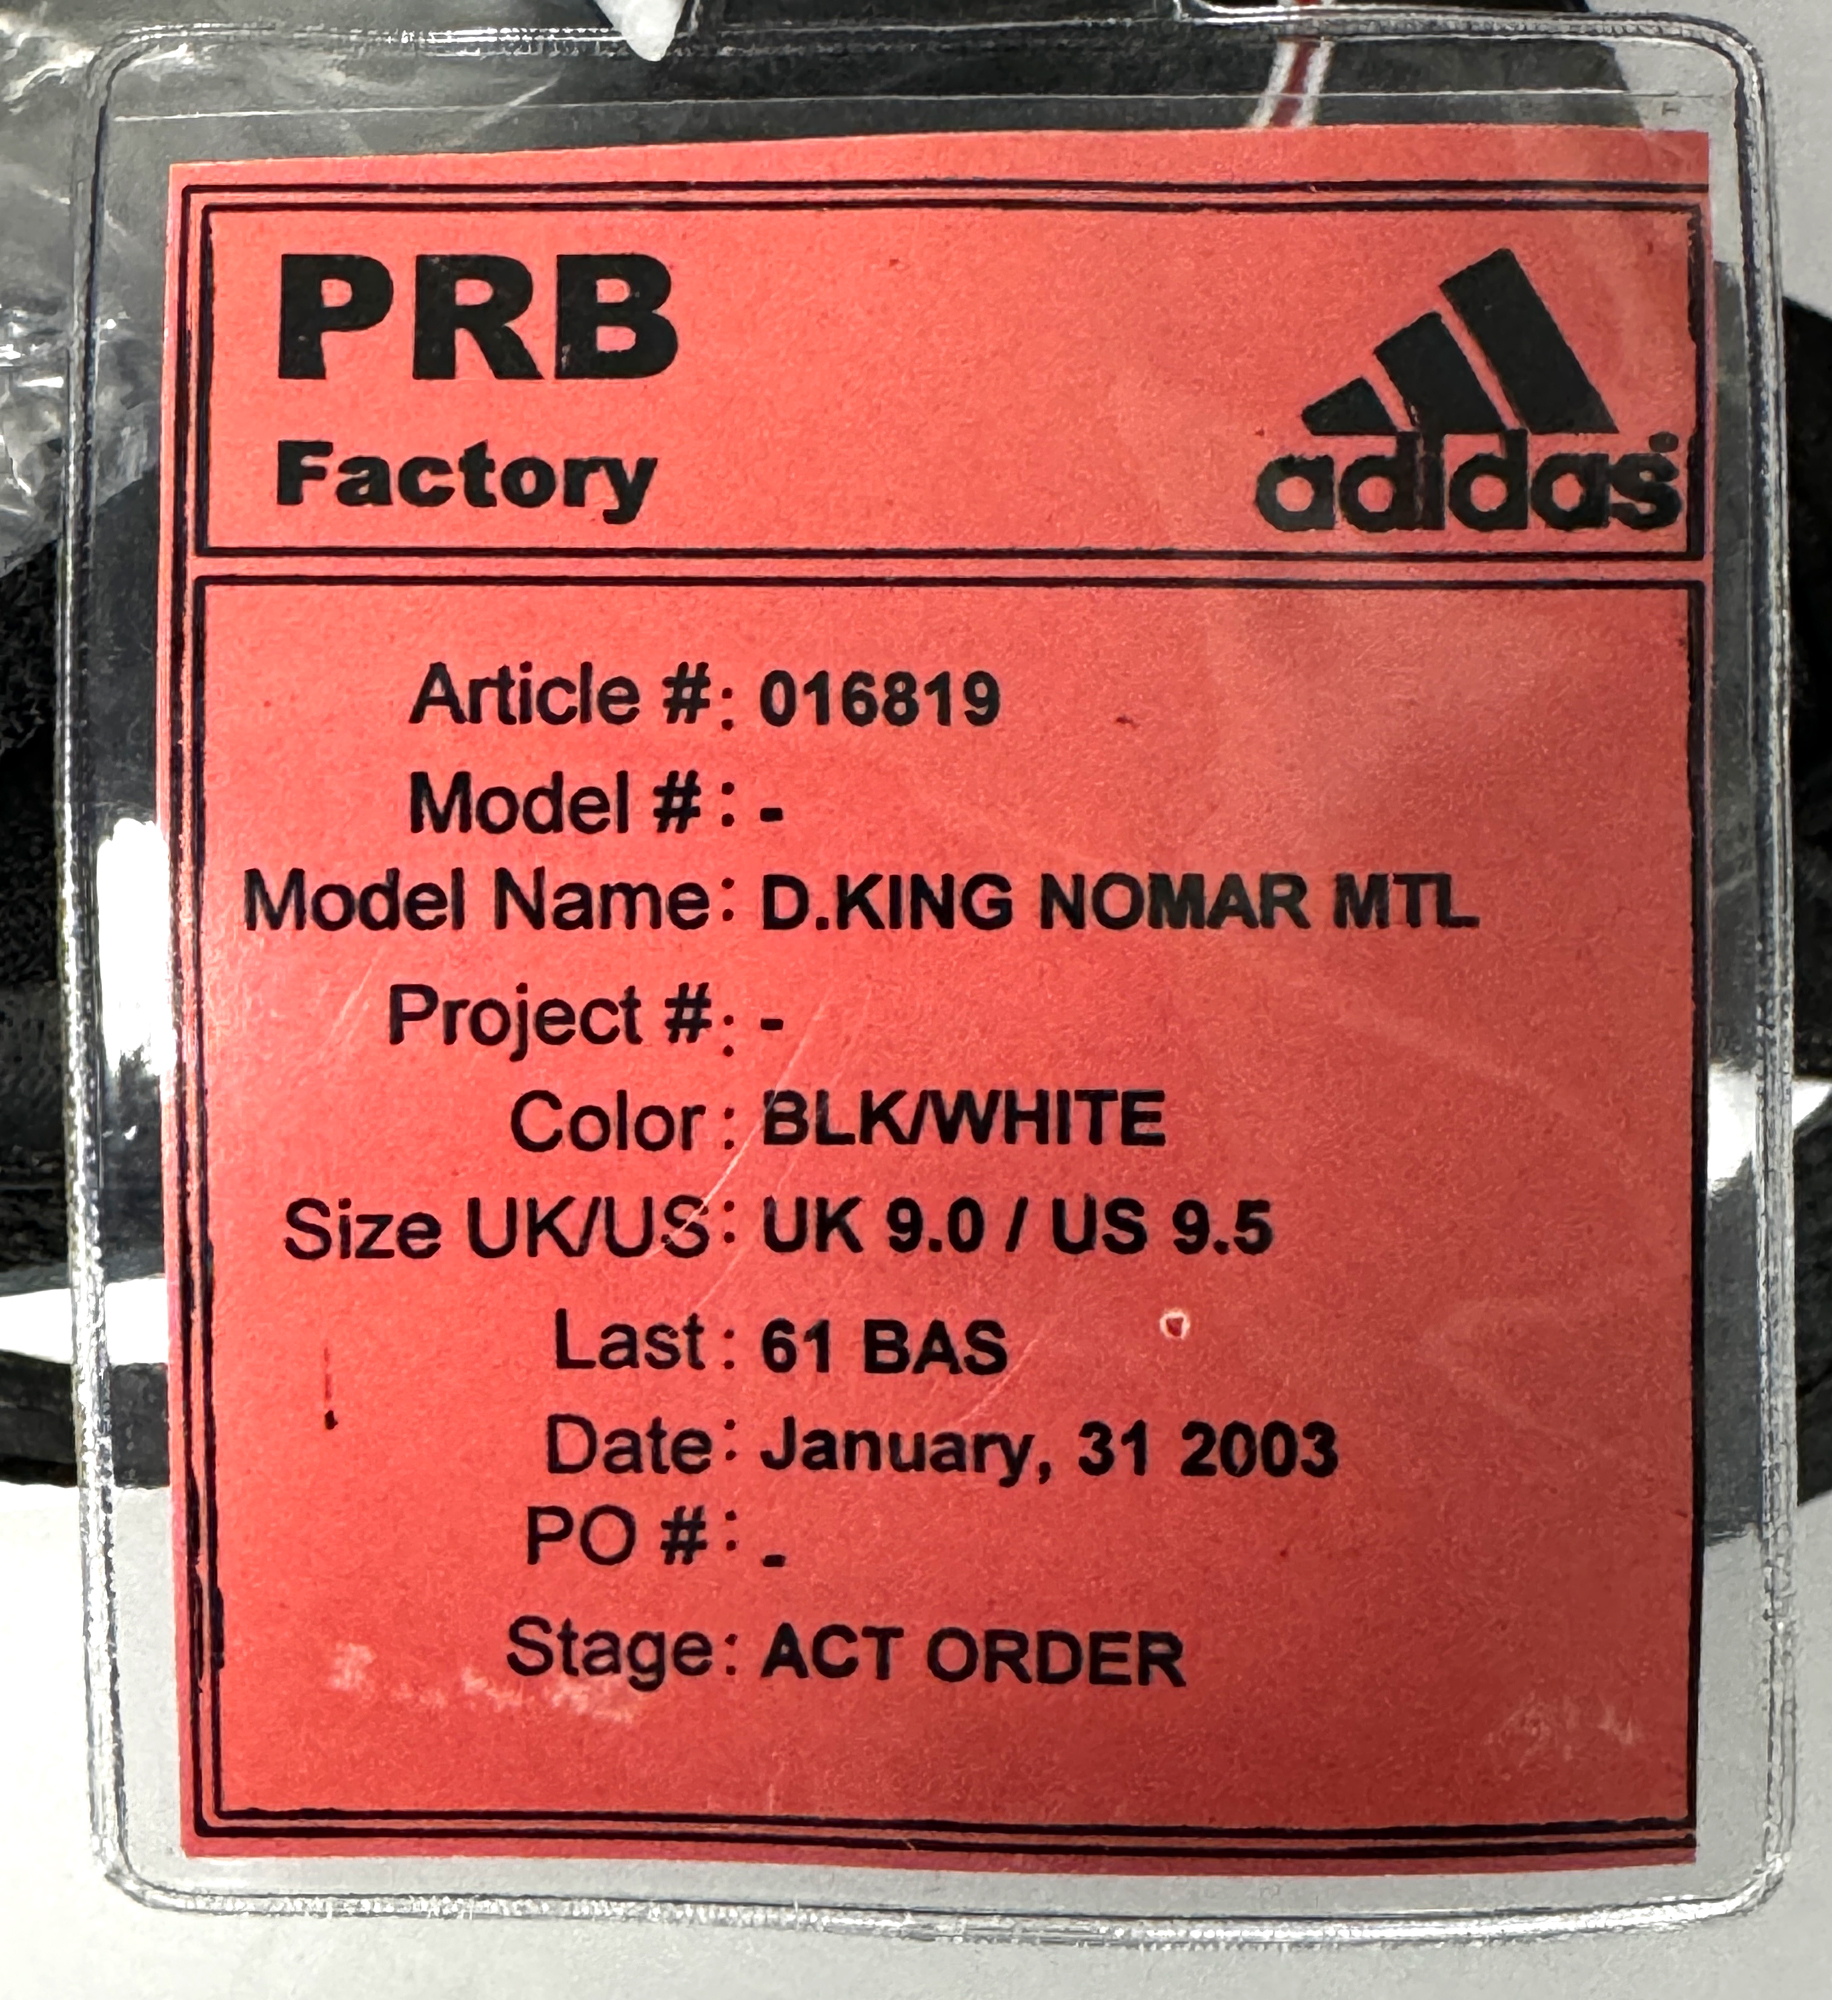 PRB
Factory
adidas®
Article #: 016819
Model #: -
Model Name: D.KING NOMAR MTL
Project #: -
Color: BLK/WHITE
Size UK/US: UK 9.0 / US 9.5
Last: 61 BAS
Date: January, 31 2003
PO #: -
Stage: ACT ORDER